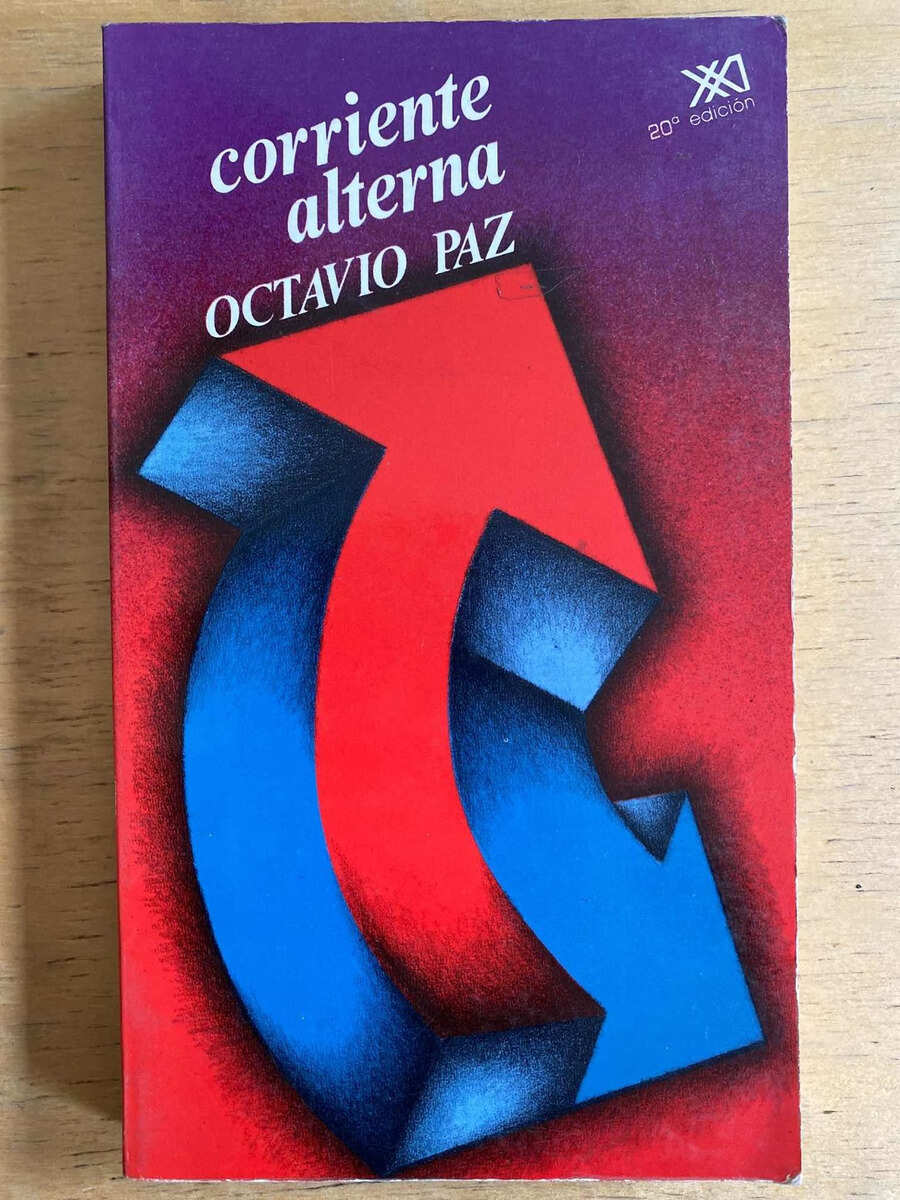 corriente
alterna
OCTAVIO PAZ
20ª edición